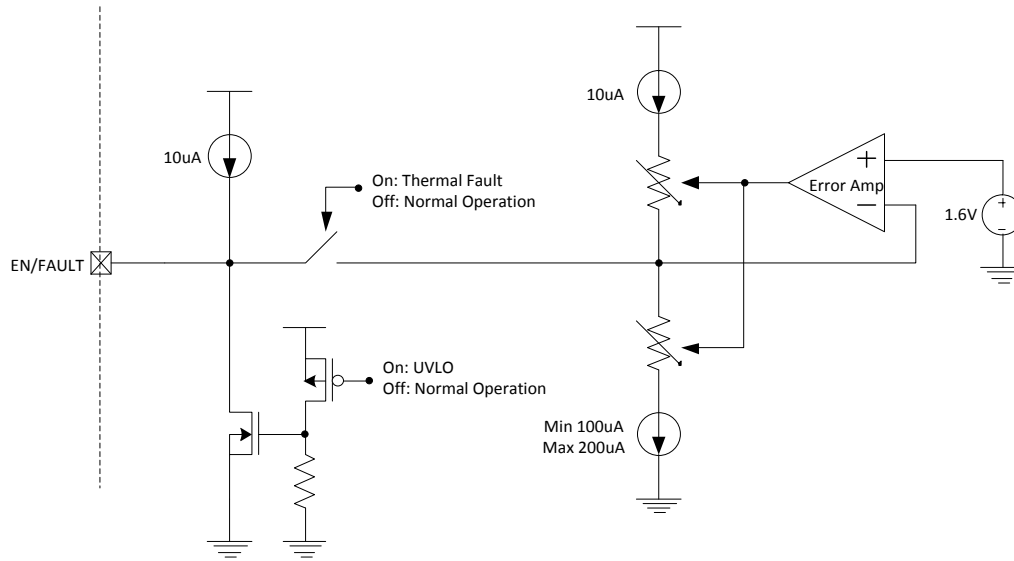 10uA
10uA
On: Thermal Fault
Off: Normal Operation
+
Error Amp
−
+
1.6V
−
EN/FAULT
On: UVLO
Off: Normal Operation
Min 100uA
Max 200uA